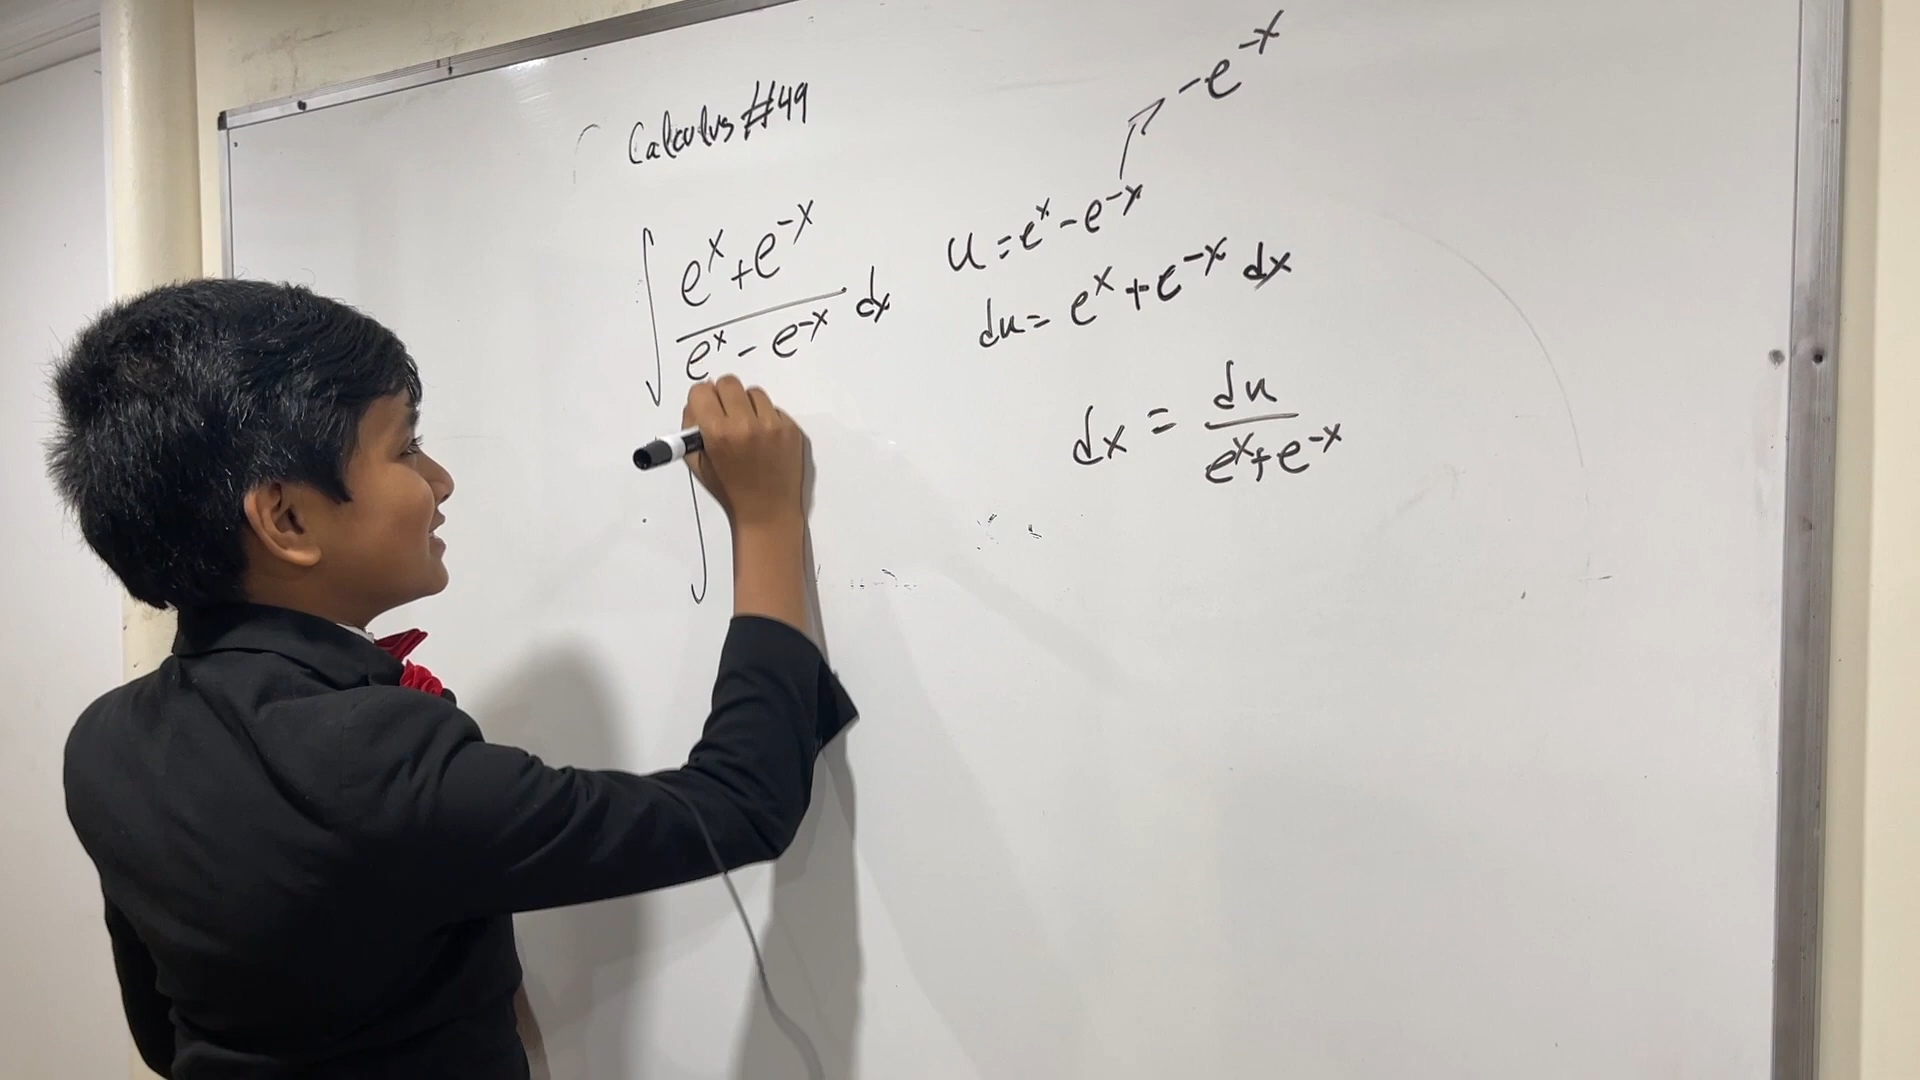 Calculus #49
∫ (e^x + e^-x)/(e^x - e^-x) dx
-e^-x
u = e^x - e^-x
du = e^x + e^-x dx
dx = du/(e^x + e^-x)
∫